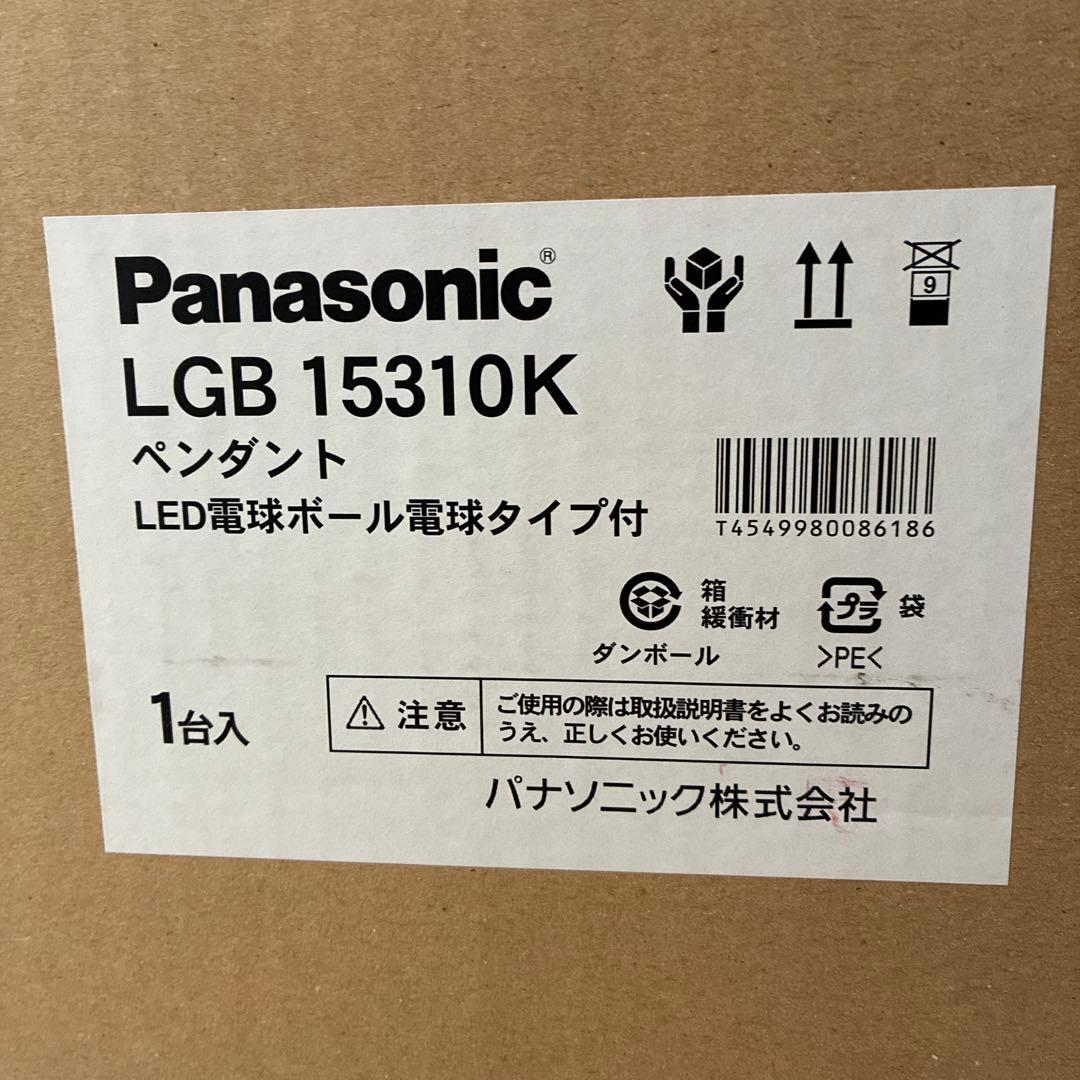 Panasonic®
LGB 15310K
ペンダント
LED電球ボール電球タイプ付
9
T4549980086186
箱
緩衝材
ダンボール
プラ
袋
>PE<
1台入
注意
ご使用の際は取扱説明書をよくお読みの
うえ、正しくお使いください。
パナソニック株式会社